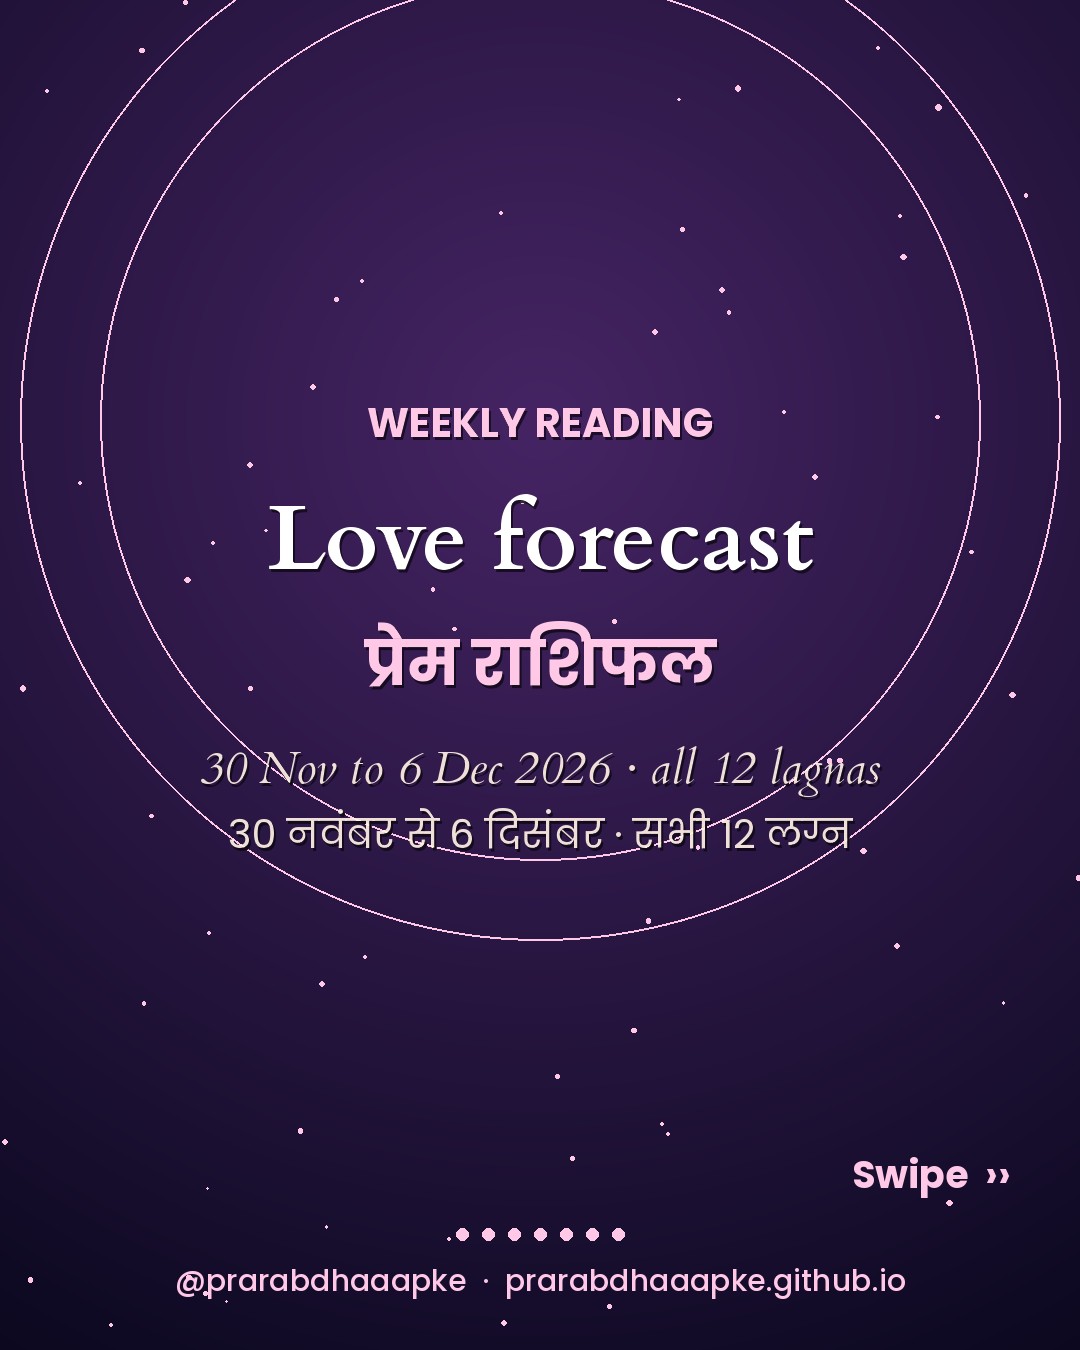 WEEKLY READING
Love forecast
प्रेम राशिफल
30 Nov to 6 Dec 2026 · all 12 lagnas
30 नवंबर से 6 दिसंबर · सभी 12 लग्न
Swipe ››
@prarabdhaaapke · prarabdhaaapke.github.io